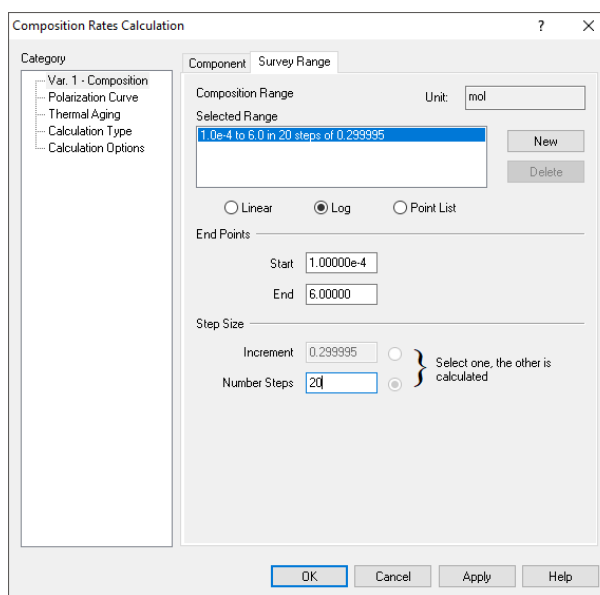 Composition Rates Calculation
? ×
Category
Var. 1 - Composition
Polarization Curve
Thermal Aging
Calculation Type
Calculation Options
Component Survey Range
Composition Range
Unit: mol
Selected Range
1.0e-4 to 6.0 in 20 steps of 0.299995
New
Delete
Linear Log Point List
End Points
Start 1.00000e-4
End 6.00000
Step Size
Increment 0.299995
Number Steps 20
} Select one, the other is
calculated
OK Cancel Apply Help